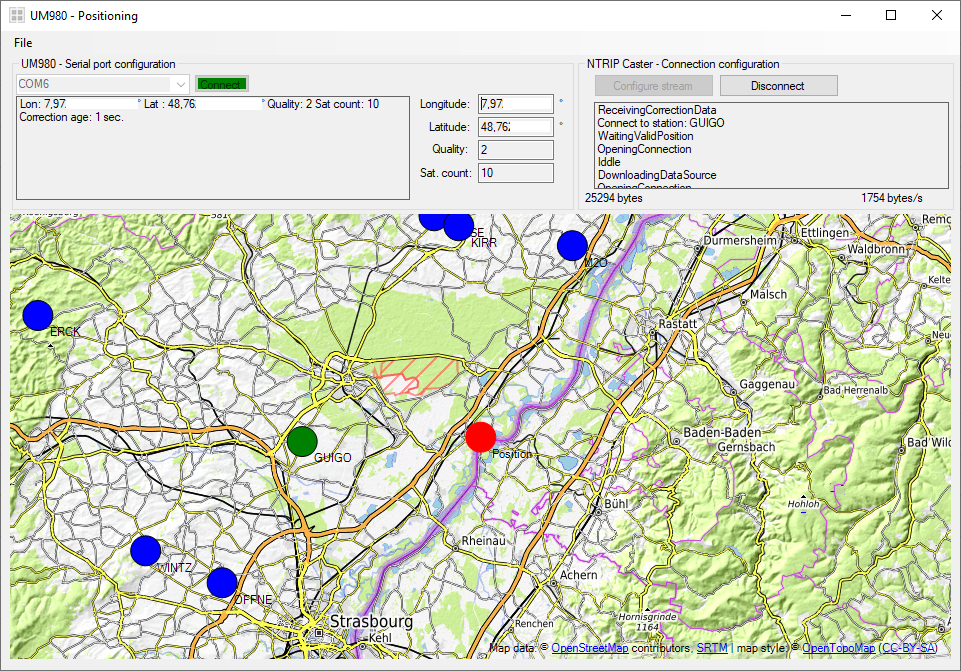 UM980 - Positioning
File
UM980 - Serial port configuration
COM6
Connect
Lon: 7,97. ° Lat : 48,76. ° Quality: 2 Sat count: 10
Correction age: 1 sec.
Longitude: 7,97. °
Latitude: 48,762 °
Quality: 2
Sat. count: 10
NTRIP Caster - Connection configuration
Configure stream
Disconnect
ReceivingCorrectionData
Connect to station: GUIGO
WaitingValidPosition
OpeningConnection
Iddle
DownloadingDataSource
OpeningConnection
25294 bytes
1754 bytes/s
581
KIRR
M2O
Durmersheim
Ettlingen
Waldbronn
Malsch
ERCK
Rastatt
Gaggenau
Bad Herrenalb
Baden-Baden
Gernsbach
GUIGO
Position
Hohloh
Bühl
Rheinau
WINTZ
Achern
OFFNE
Strasbourg
Kehl
Renchen
Hornisgrinde
1164
Map data: © OpenStreetMap contributors, SRTM | map style: © OpenTopoMap (CC-BY-SA)